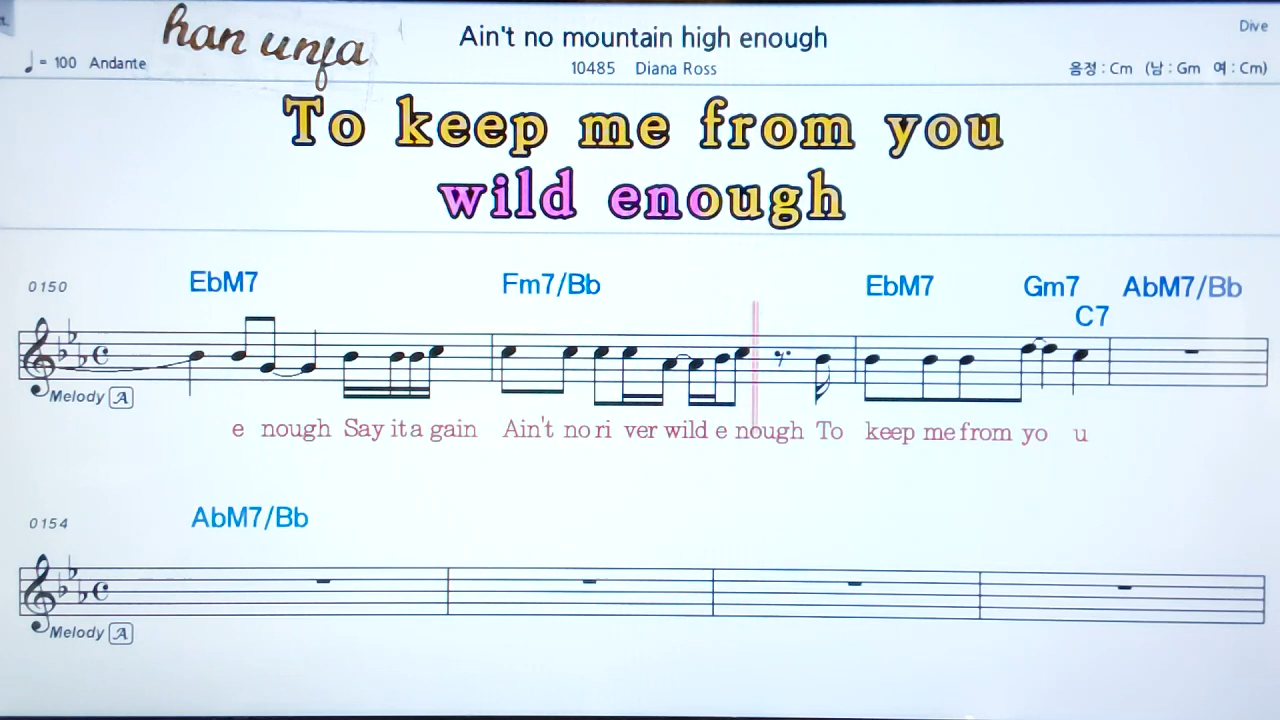 han unfa
Ain't no mountain high enough
Dive
♩ = 100 Andante
10485 Diana Ross
음정 : Cm (남 : Gm 여 : Cm)
To keep me from you
wild enough
0150 EbM7 Fm7/Bb EbM7 Gm7 AbM7/Bb
C7
Melody A
e nough Say it a gain Ain't no ri ver wild e nough To keep me from yo u
0154 AbM7/Bb
Melody A